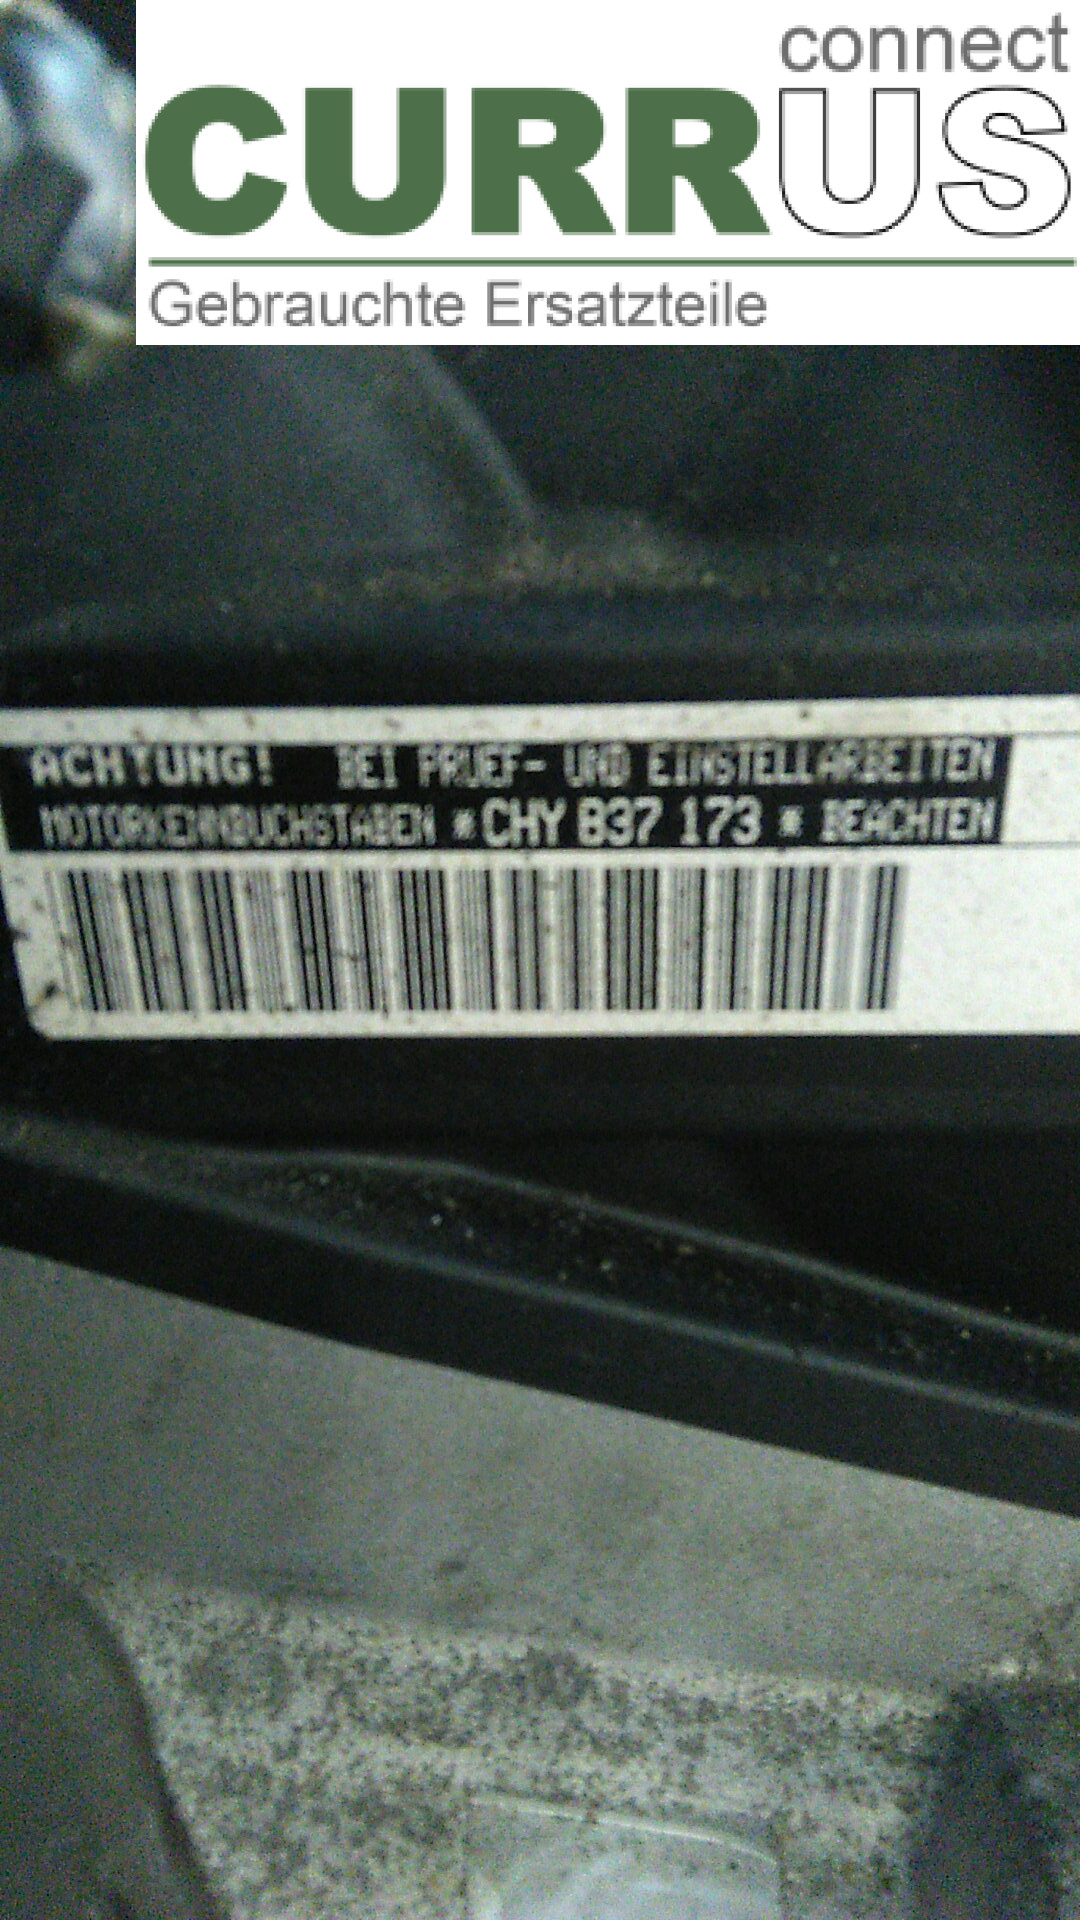 connect
CURRUS
Gebrauchte Ersatzteile
ACHTUNG! BEI PRUEF- UND EINSTELLARBEITEN
MOTORKENNBUCHSTABEN *CHY 837 173 * BEACHTEN